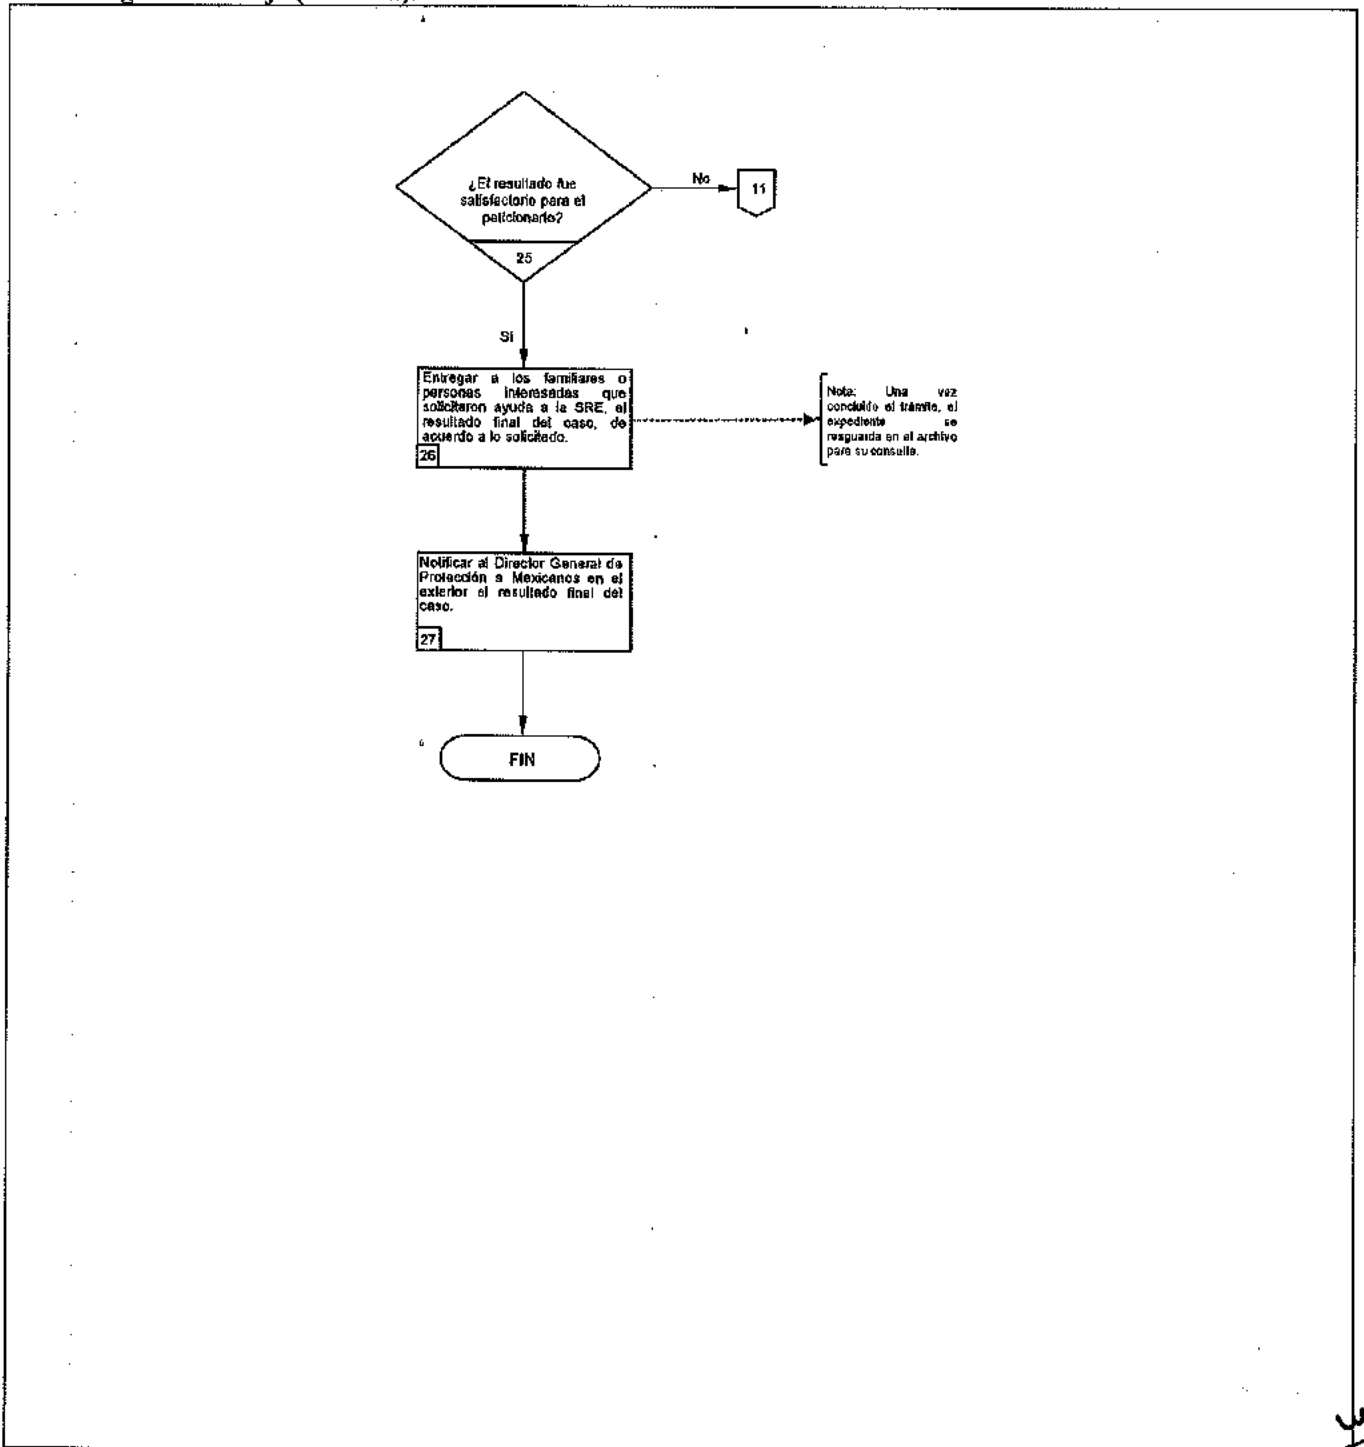 ¿El resultado fue
satisfactorio para el
peticionario?
25
No
11
Sí
Entregar a los familiares o
personas interesadas que
solicitaron ayuda a la SRE, el
resultado final del caso, de
acuerdo a lo solicitado.
26
Nota: Una vez
concluido el trámite, el
expediente se
resguarda en el archivo
para su consulta.
Notificar al Director General de
Protección a Mexicanos en el
exterior el resultado final del
caso.
27
FIN